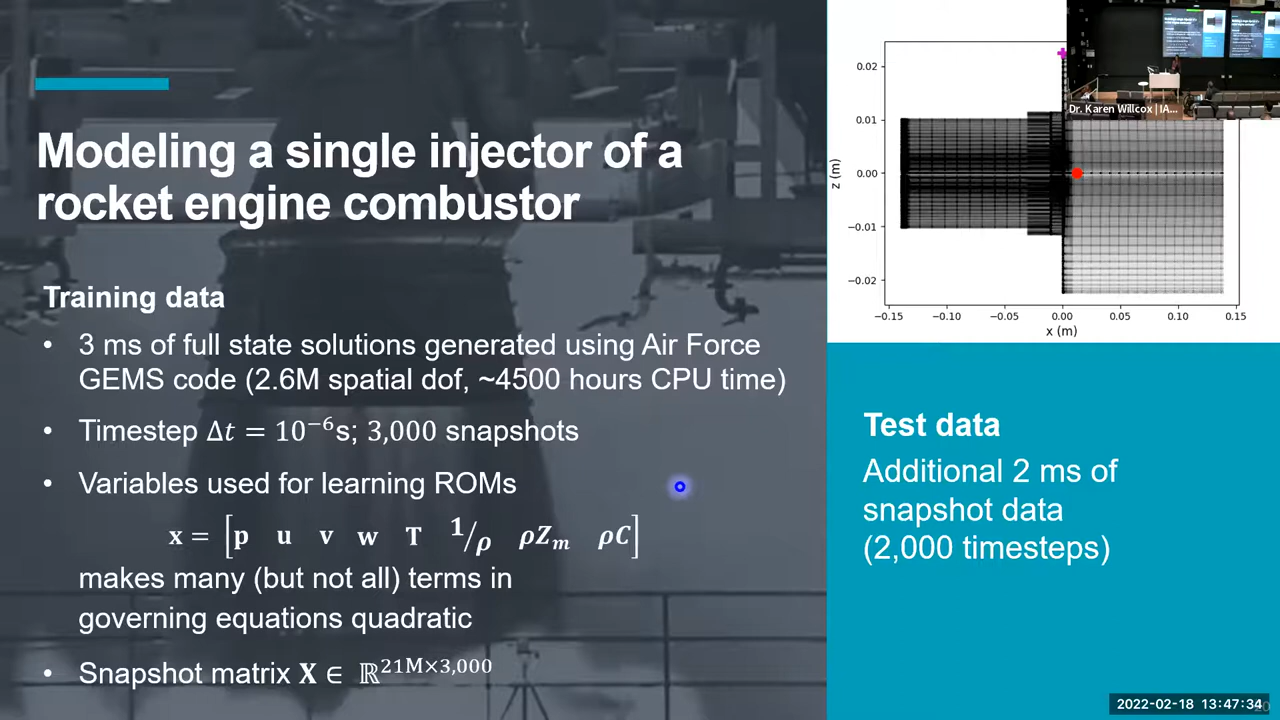 Modeling a single injector of a
rocket engine combustor
Training data
• 3 ms of full state solutions generated using Air Force
GEMS code (2.6M spatial dof, ~4500 hours CPU time)
• Timestep Δt = 10⁻⁶s; 3,000 snapshots
• Variables used for learning ROMs
x = [p u v w T 1/ρ ρZₘ ρC]
makes many (but not all) terms in
governing equations quadratic
• Snapshot matrix X ∈ ℝ²¹ᴹˣ³,⁰⁰⁰
0.02
0.01
0.00
−0.01
−0.02
z (m)
−0.15 −0.10 −0.05 0.00 0.05 0.10 0.15
x (m)
Dr. Karen Willcox | IA...
Test data
Additional 2 ms of
snapshot data
(2,000 timesteps)
2022-02-18 13:47:34